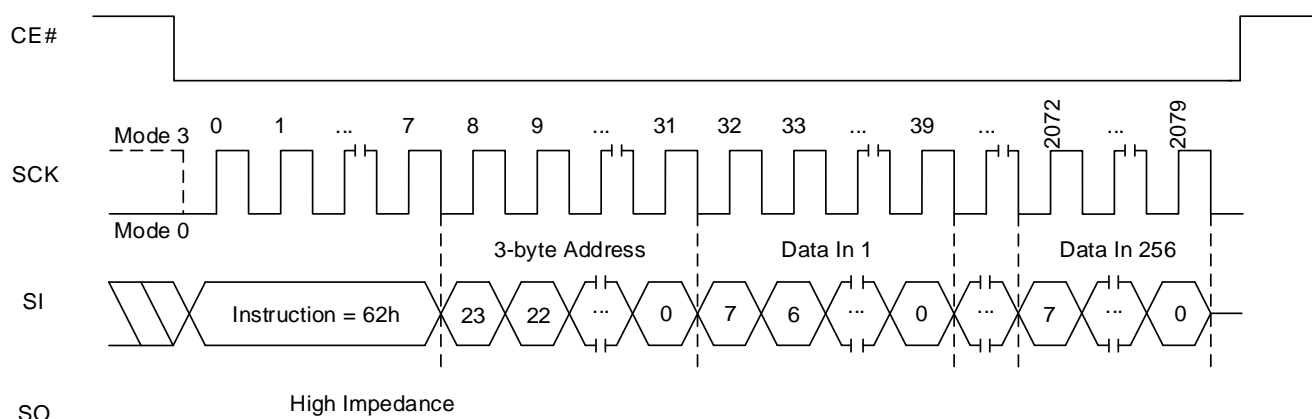 CE#
Mode 3
0 1 ... 7 8 9 ... 31 32 33 ... 39 ... 2072 ... 2079
SCK
Mode 0
3-byte Address Data In 1 Data In 256
SI
Instruction = 62h 23 22 ... 0 7 6 ... 0 ... 7 ... 0
High Impedance
SO